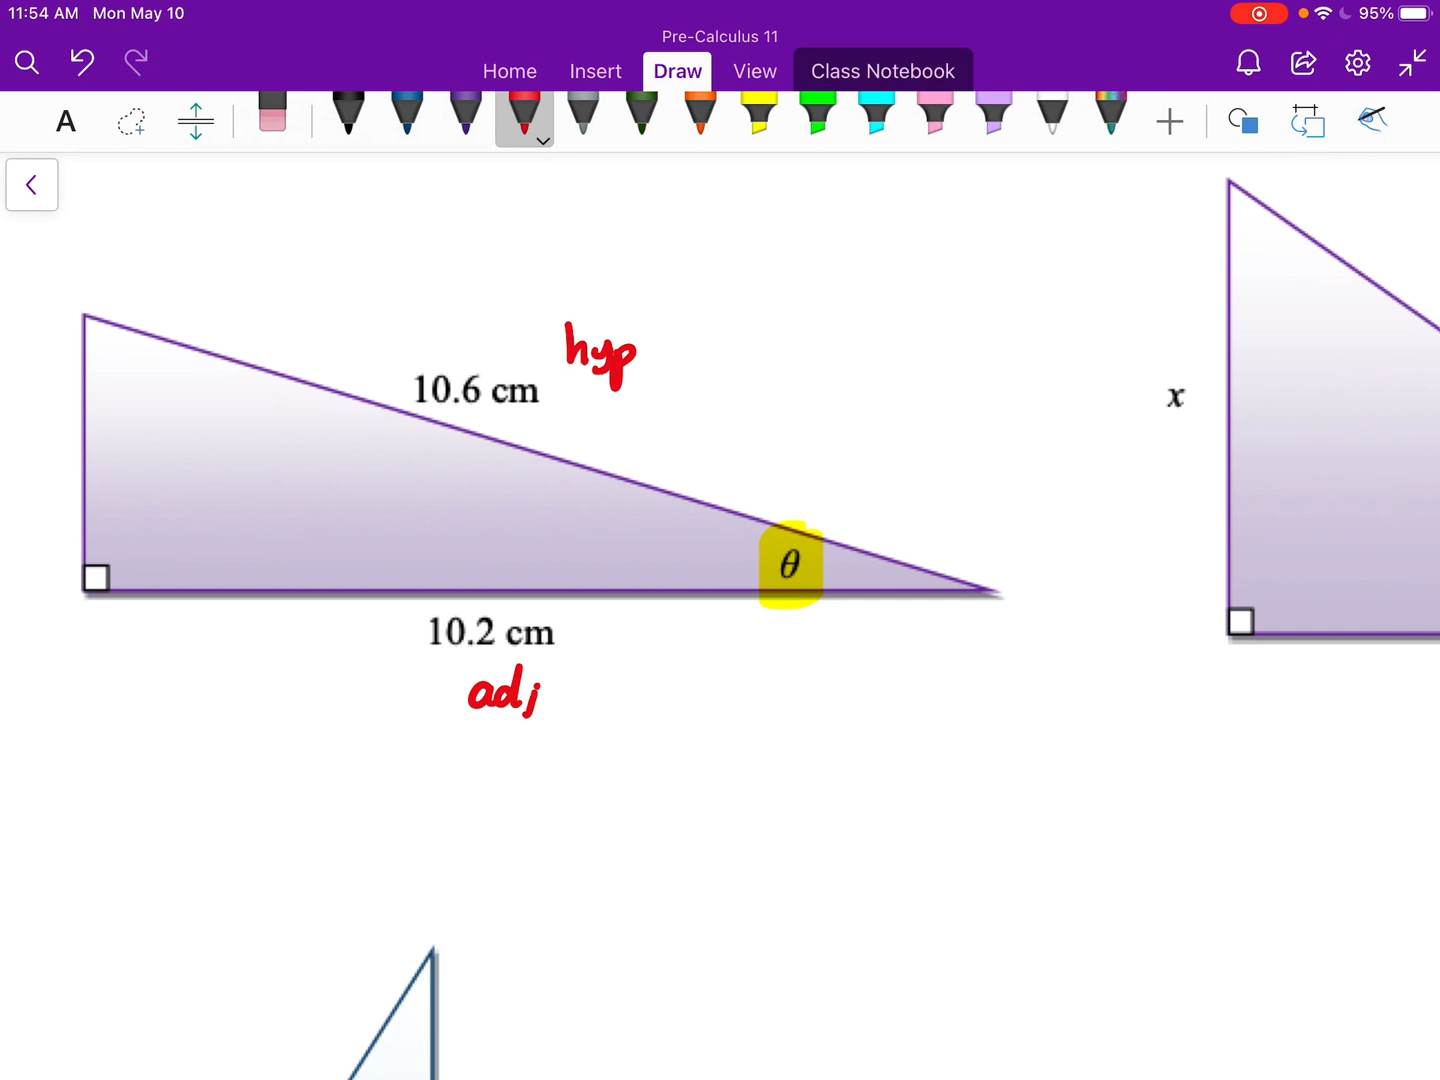 11:54 AM Mon May 10
95%
Pre-Calculus 11
Home Insert Draw View Class Notebook
A
hyp
10.6 cm
x
θ
10.2 cm
adj